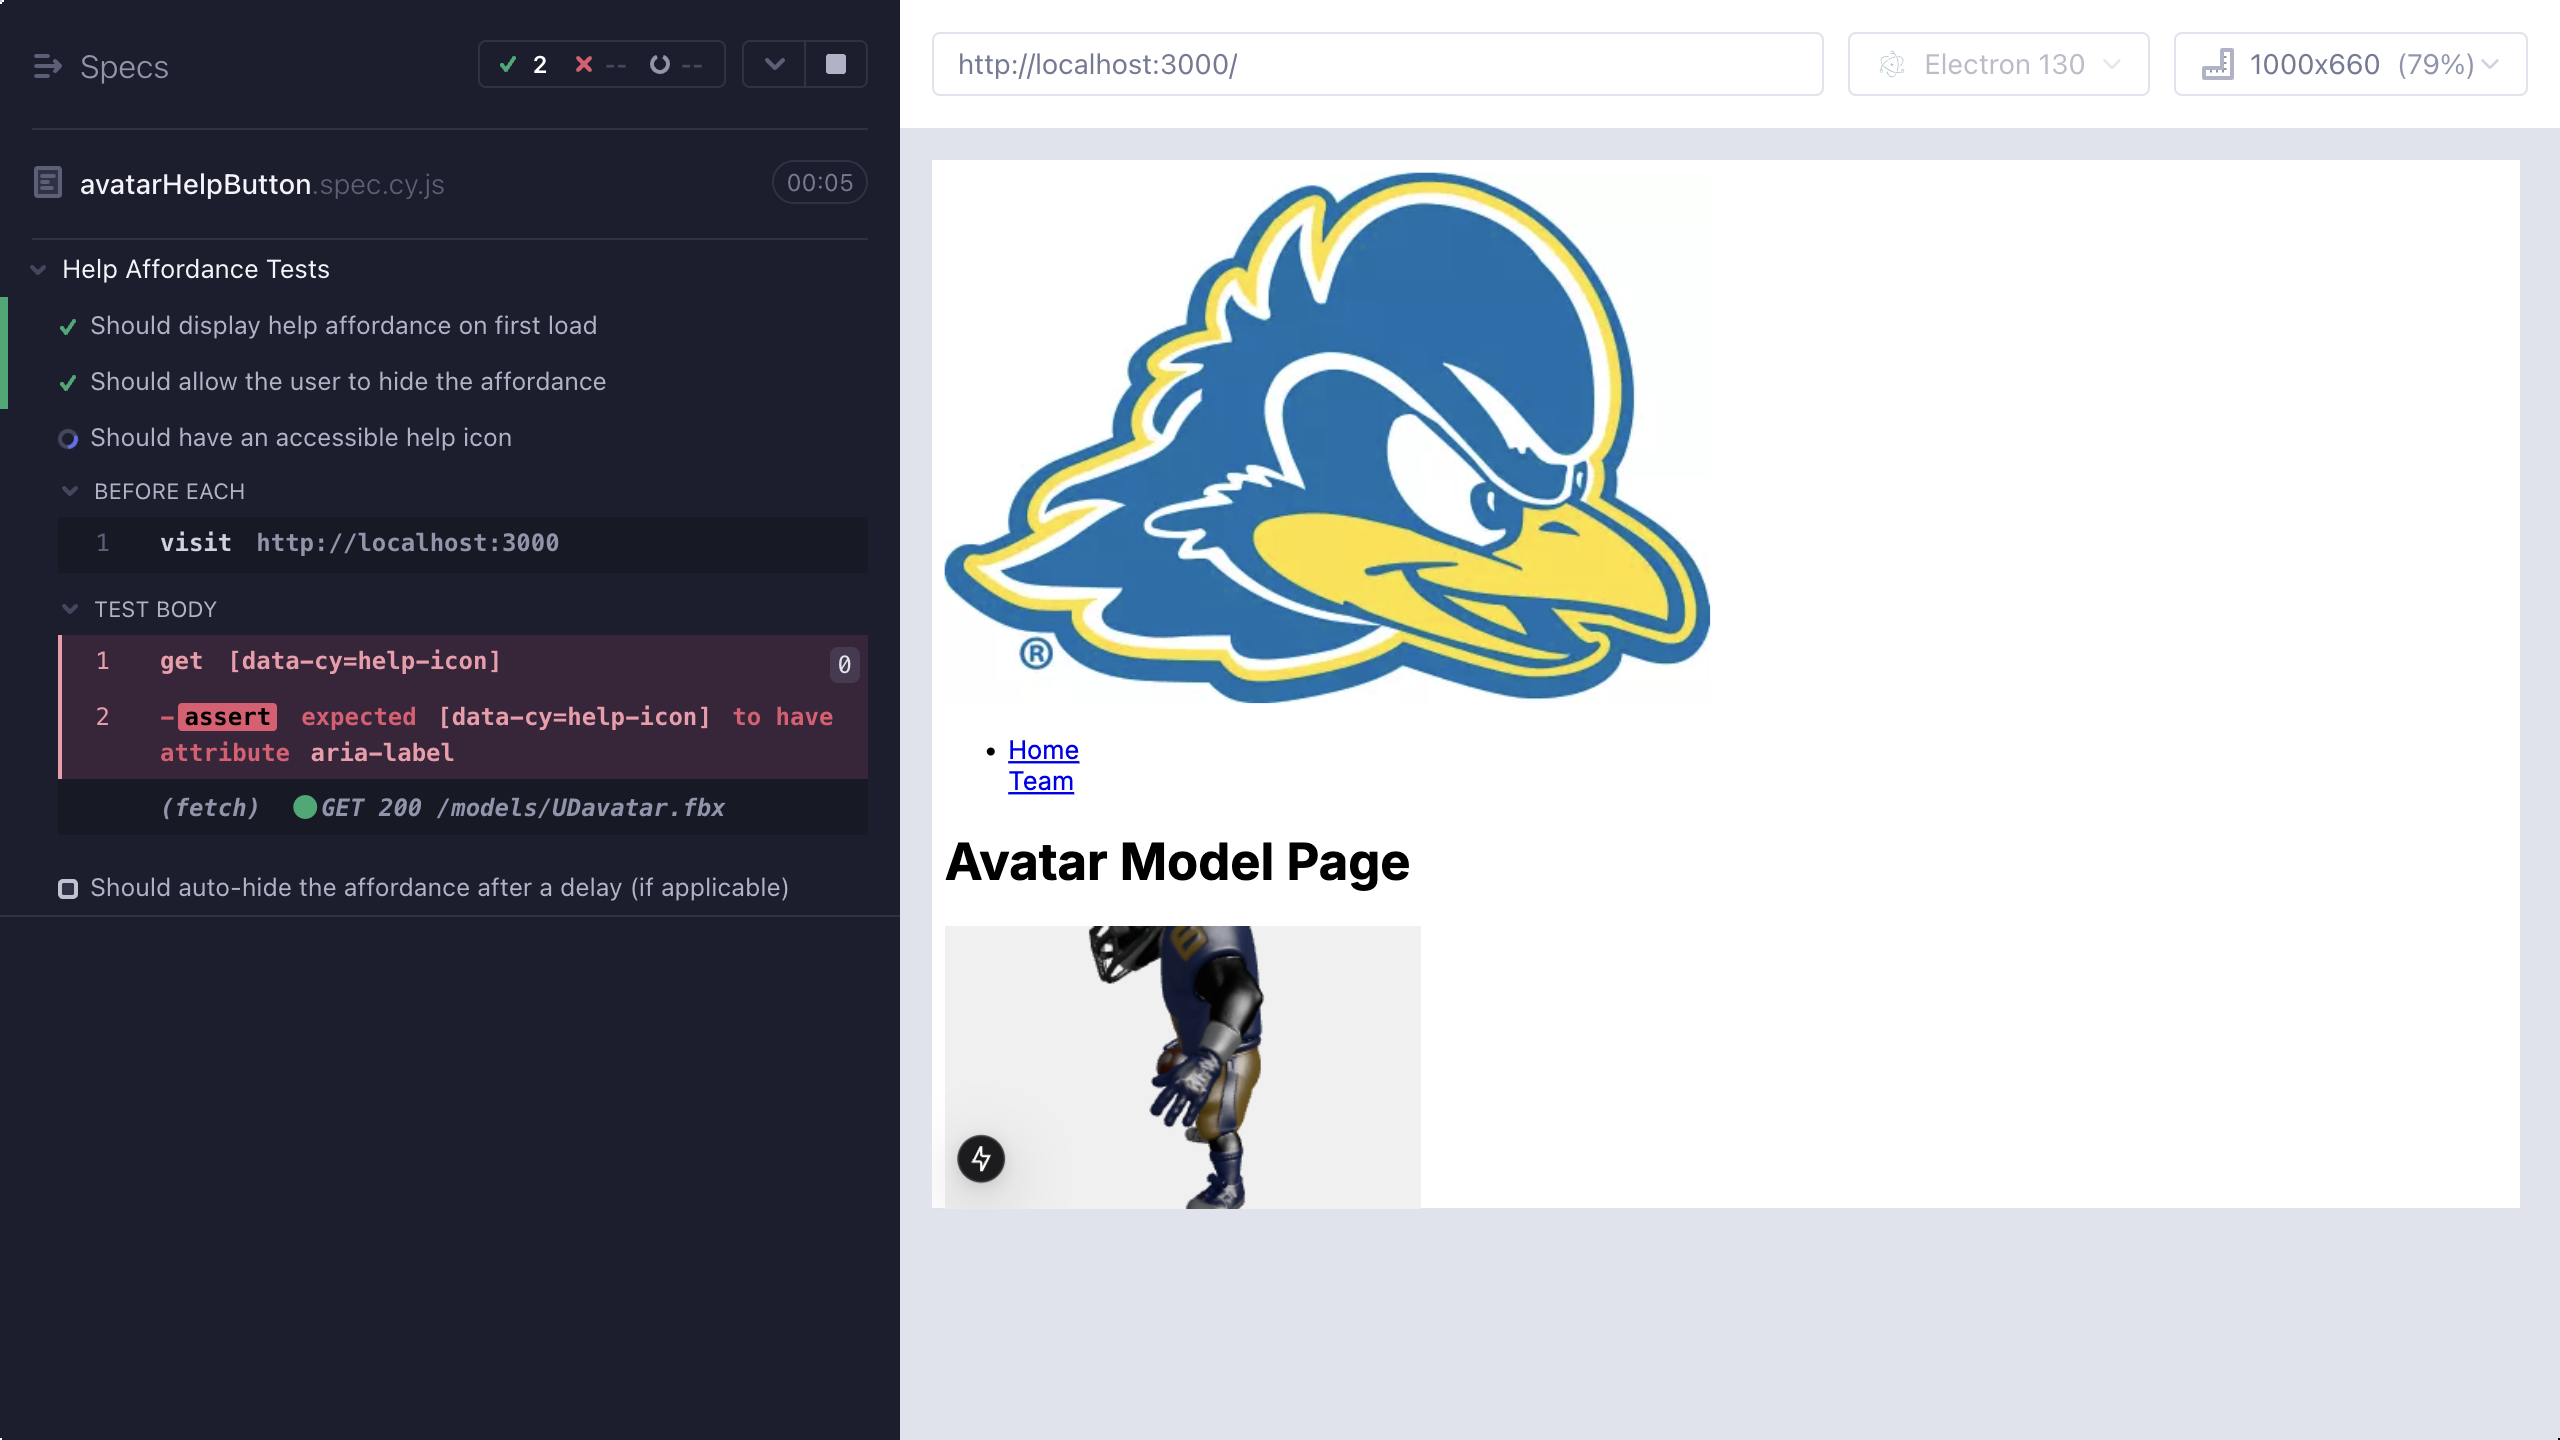 Specs
2
--
--
avatarHelpButton.spec.cy.js
00:05
Help Affordance Tests
Should display help affordance on first load
Should allow the user to hide the affordance
Should have an accessible help icon
BEFORE EACH
1 visit http://localhost:3000
TEST BODY
1 get [data-cy=help-icon] 0
2 -assert expected [data-cy=help-icon] to have
attribute aria-label
(fetch) GET 200 /models/UDavatar.fbx
Should auto-hide the affordance after a delay (if applicable)
http://localhost:3000/
Electron 130
1000x660 (79%)
®
Home
Team
Avatar Model Page